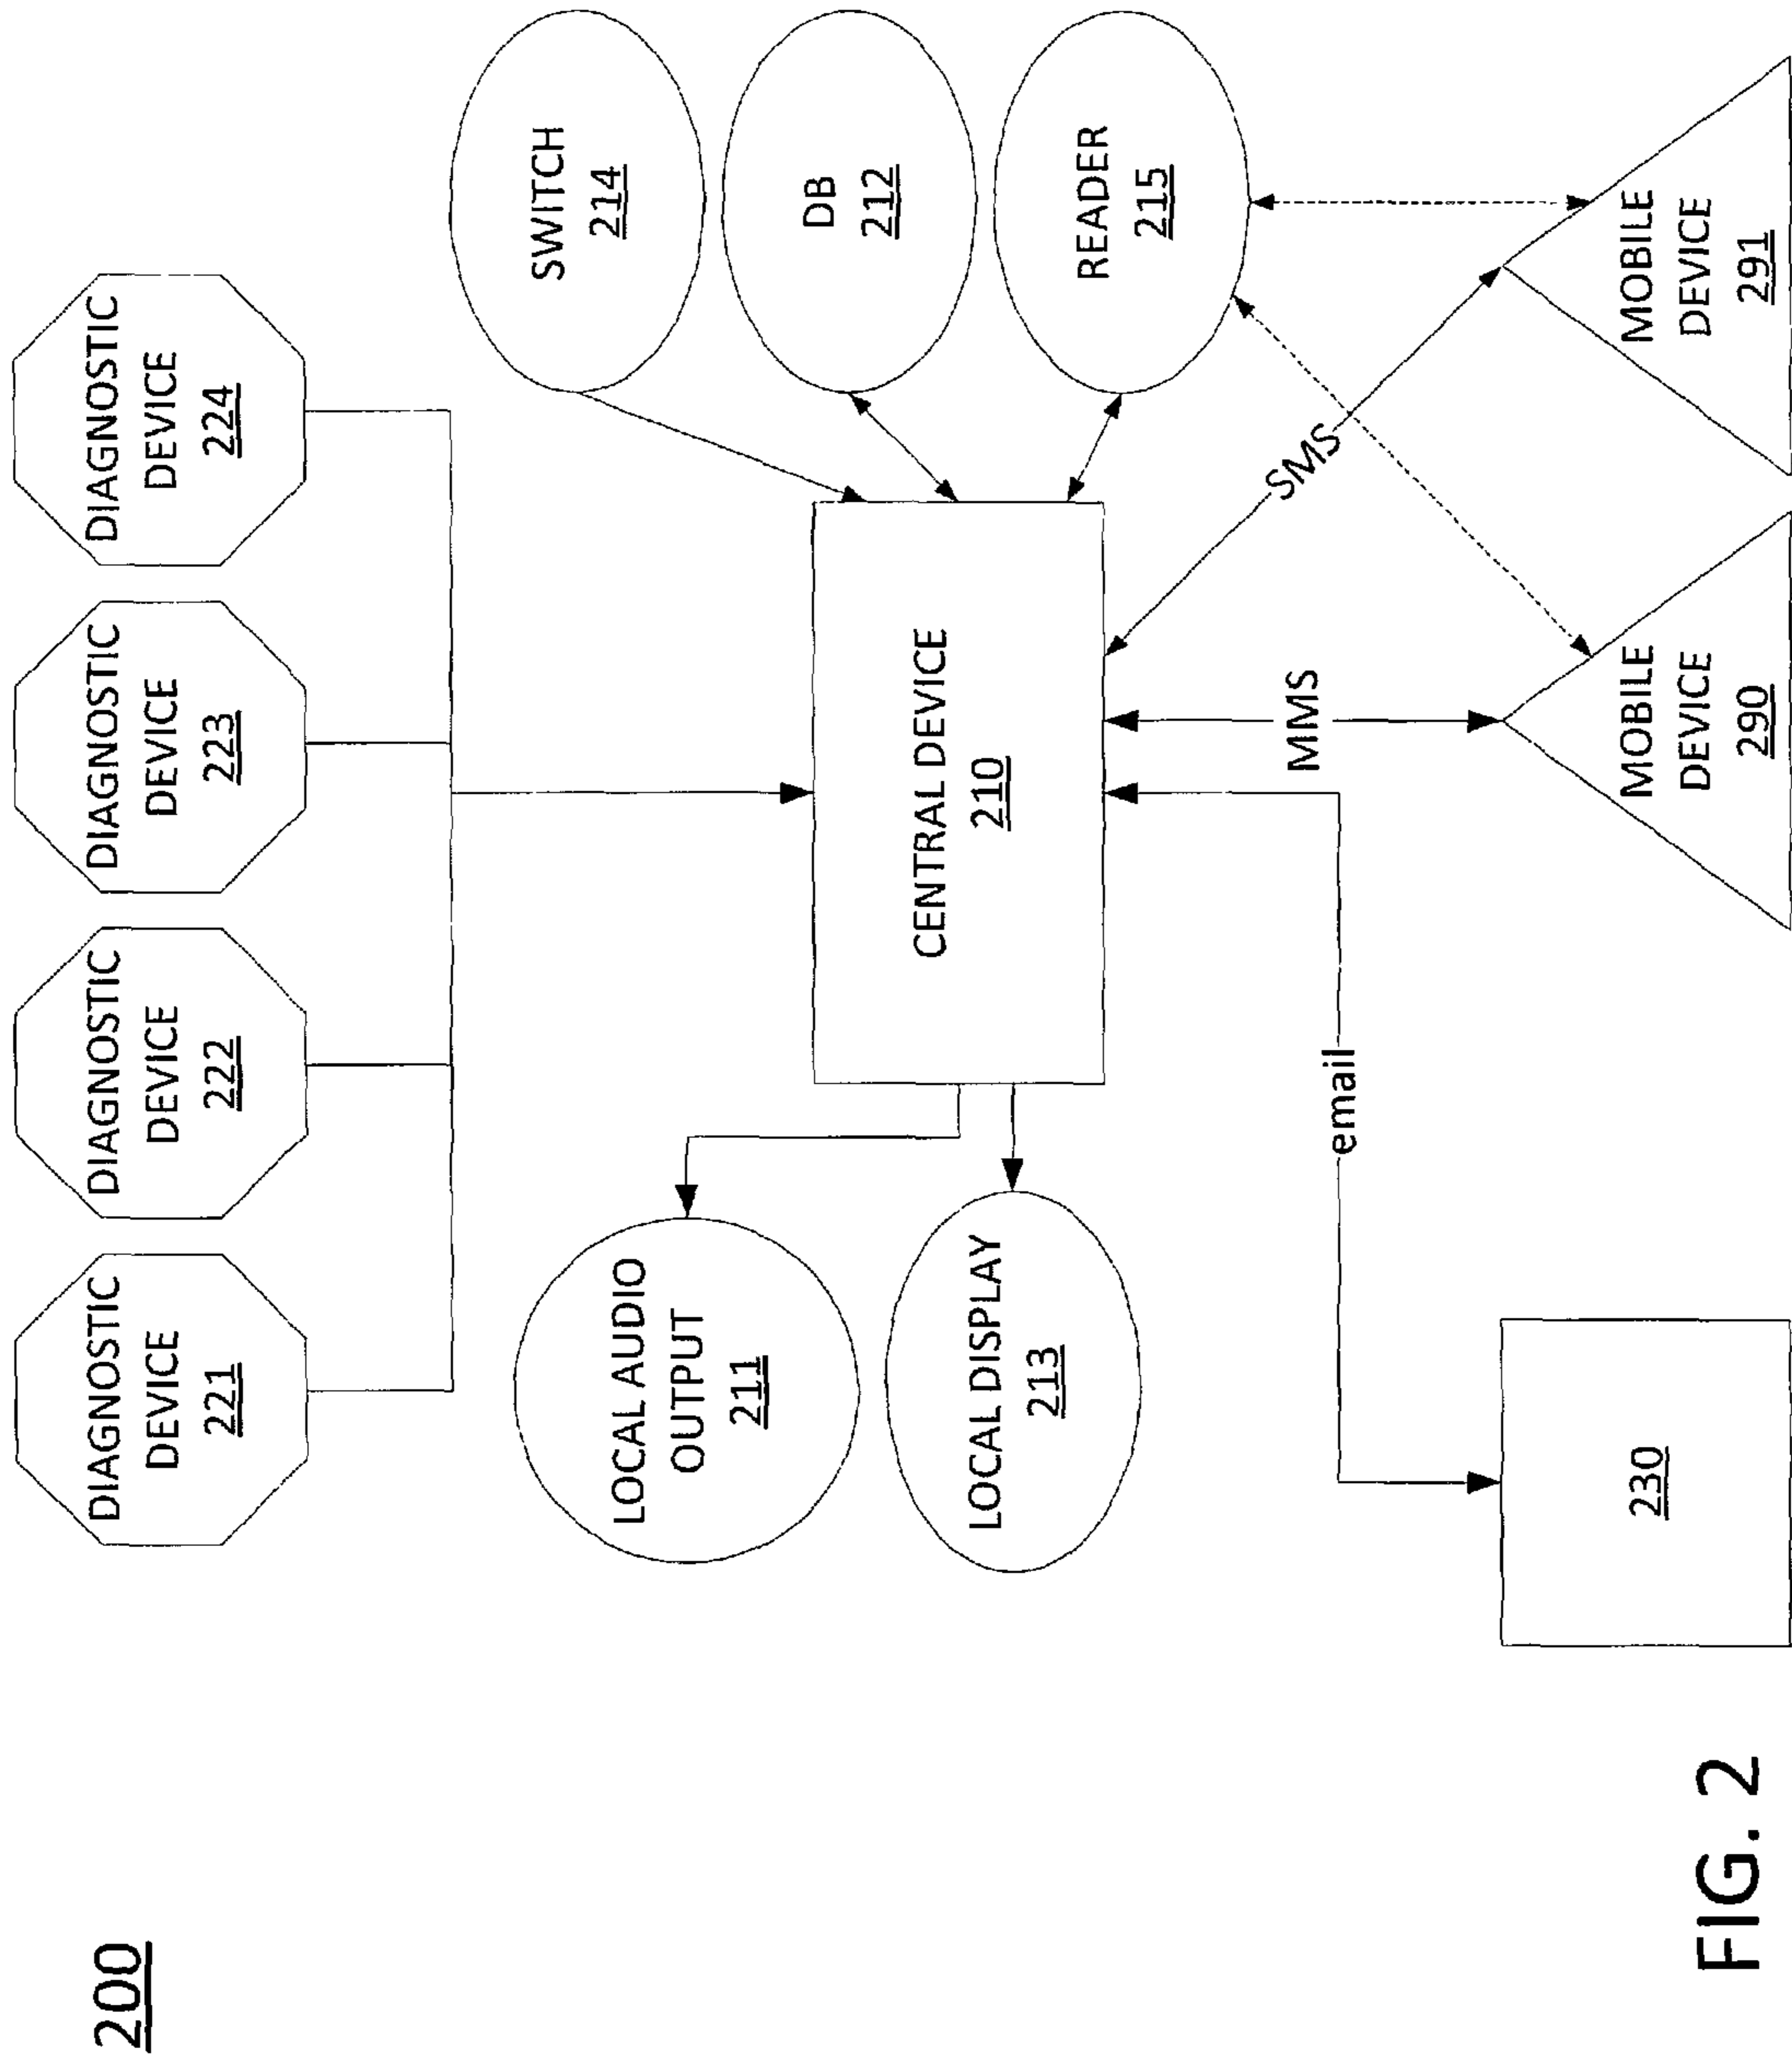 200
DIAGNOSTIC
DEVICE
221
DIAGNOSTIC
DEVICE
222
DIAGNOSTIC
DEVICE
223
DIAGNOSTIC
DEVICE
224
LOCAL AUDIO
OUTPUT
211
LOCAL DISPLAY
213
CENTRAL DEVICE
210
SWITCH
214
DB
212
READER
215
SMS
MMS
email
230
MOBILE
DEVICE
290
MOBILE
DEVICE
291
FIG. 2